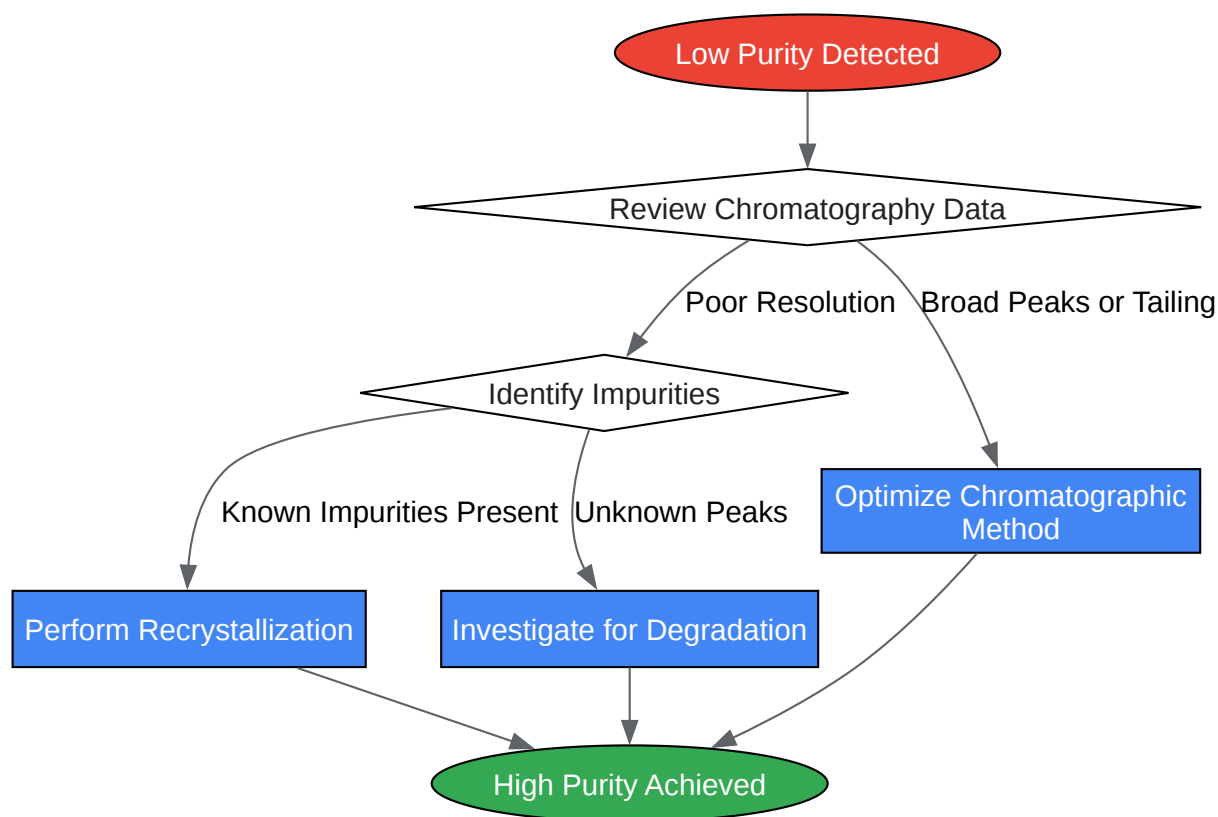 Low Purity Detected
Review Chromatography Data
Poor Resolution
Broad Peaks or Tailing
Identify Impurities
Optimize Chromatographic
Method
Known Impurities Present
Unknown Peaks
Perform Recrystallization
Investigate for Degradation
High Purity Achieved